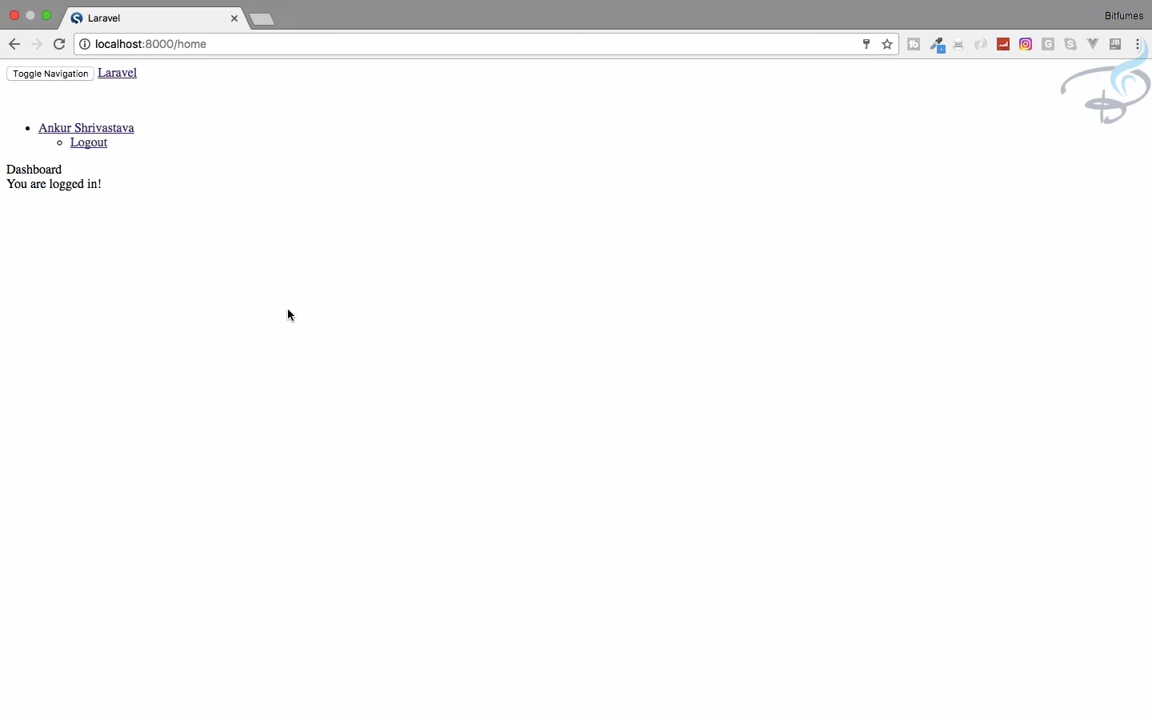 Laravel
Bitfumes
localhost:8000/home
Toggle Navigation Laravel
Ankur Shrivastava
Logout
Dashboard
You are logged in!